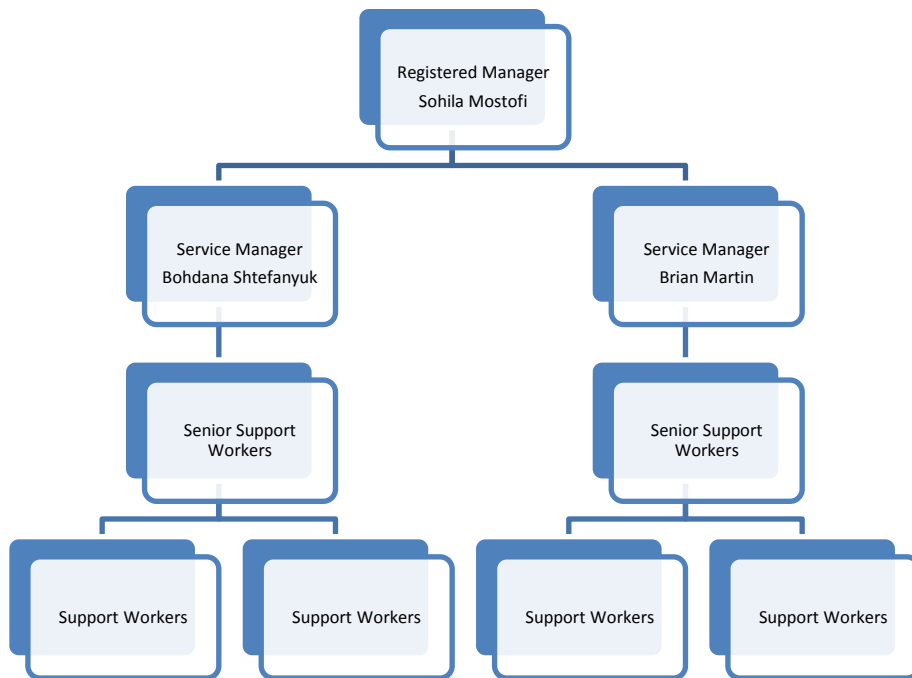 Registered Manager
Sohila Mostofi
Service Manager
Bohdana Shtefanyuk
Service Manager
Brian Martin
Senior Support
Workers
Senior Support
Workers
Support Workers
Support Workers
Support Workers
Support Workers